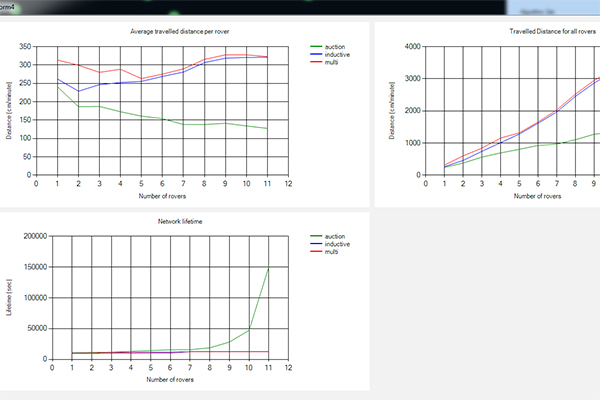 orm4
Average travelled distance per rover
350
300
250
200
150
100
50
0
Distance [cm/minute]
0 1 2 3 4 5 6 7 8 9 10 11 12
Number of rovers
auction
inductive
multi
Travelled Distance for all rovers
4000
3000
2000
1000
0
Distance [cm/minute]
0 1 2 3 4 5 6 7 8 9
Number of rovers
Network lifetime
200000
150000
100000
50000
0
Lifetime [sec]
0 1 2 3 4 5 6 7 8 9 10 11 12
Number of rovers
auction
inductive
multi